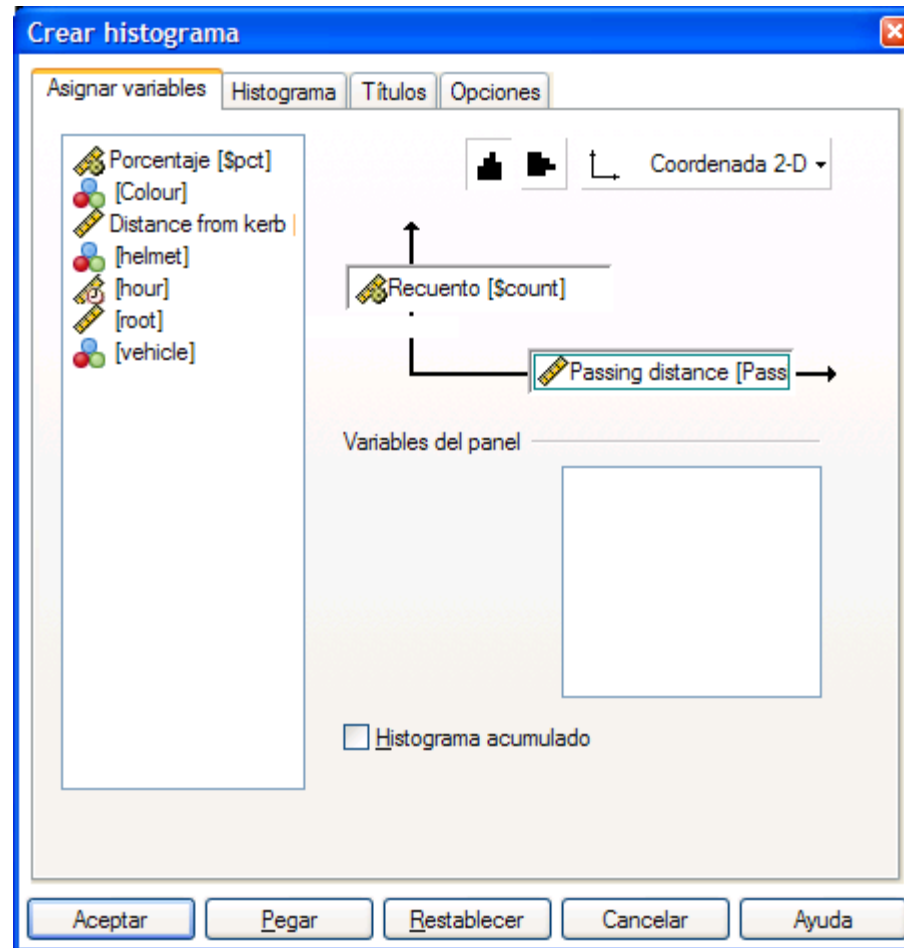 Crear histograma
Asignar variables
Histograma
Títulos
Opciones
Porcentaje [$pct]
[Colour]
Distance from kerb [
[helmet]
[hour]
[root]
[vehicle]
Coordenada 2-D
Recuento [$count]
Passing distance [Pass
Variables del panel
Histograma acumulado
Aceptar
Pegar
Restablecer
Cancelar
Ayuda